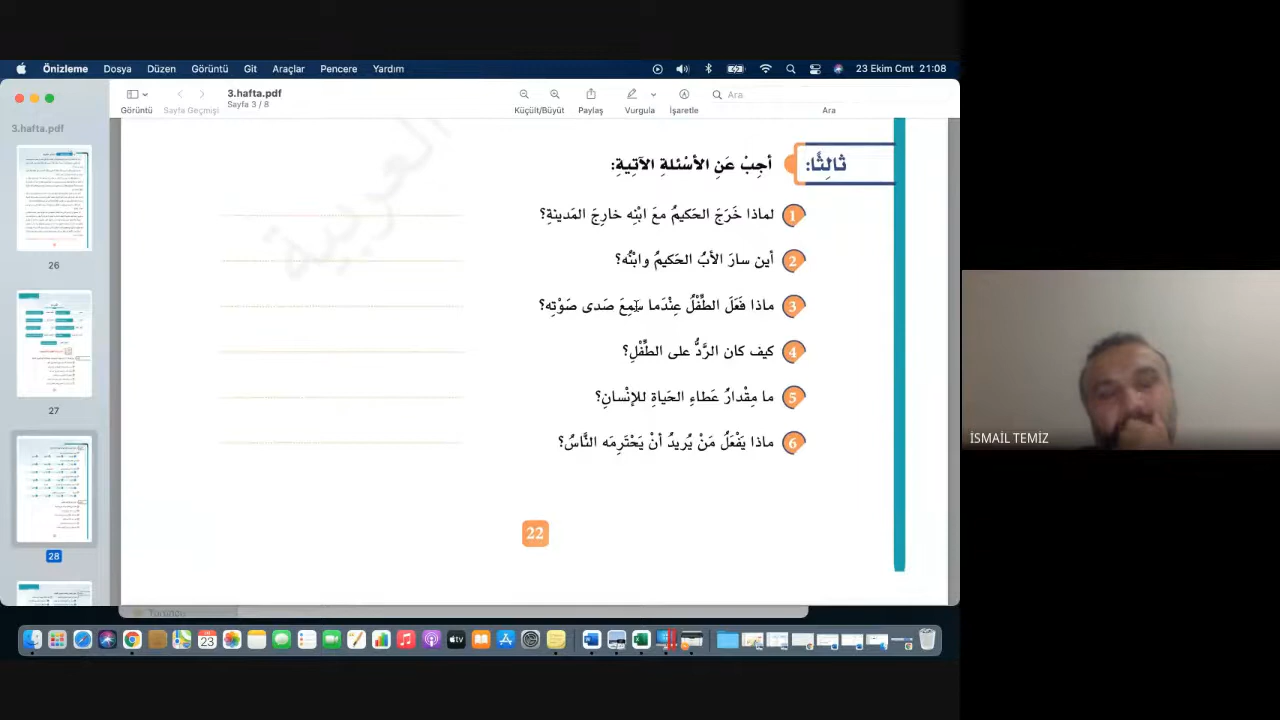 Önizleme Dosya Düzen Görüntü Git Araçlar Pencere Yardım 23 Ekim Cmt 21:08
3.hafta.pdf
Sayfa 3 / 8
Ara
Görüntü Sayfa Geçmişi Küçült/Büyüt Paylaş Vurgula İşaretle Ara
3.hafta.pdf
26
27
28
ثالِثًا:
أجِبْ عَنِ الأسْئلةِ الآتِيةِ:
1 لماذا خَرَجَ الحَكيمُ معَ ابْنِه خارِجَ المَدينةِ؟
2 أين سارَ الأبُ الحَكيمُ وابْنُه؟
3 ماذا فَعَلَ الطِّفْلُ عِنْدَما سَمِعَ صَدى صَوْتِه؟
4 كيف كان الرَّدُّ على الطِّفْلِ؟
5 ما مِقْدارُ عَطاءِ الحَياةِ للإنْسانِ؟
6 ماذا يَفْعَلُ مَنْ يُريدُ أنْ يَحْتَرِمَه النَّاسُ؟
22
العربية
İSMAİL TEMİZ
23